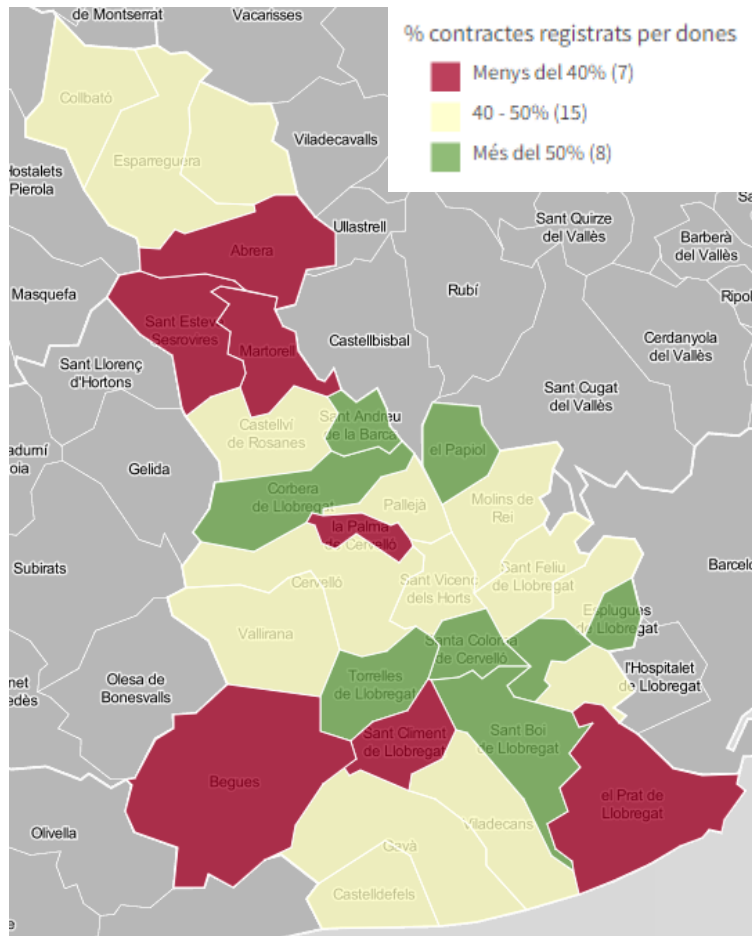 de Montserrat
Vacarisses
% contractes registrats per dones
Menys del 40% (7)
40 - 50% (15)
Més del 50% (8)
Collbató
Esparreguera
Viladecavalls
Hostalets
Pierola
Abrera
Ullastrell
Sant Quirze
del Vallès
Barberà
del Vallès
Masquefa
Rubí
Ripol
Sant Esteve
Sesrovires
Martorell
Castellbisbal
Cerdanyola
del Vallès
Sant Llorenç
d'Hortons
Sant Cugat
del Vallès
Castellví
de Rosanes
Sant Andreu
de la Barca
el Papiol
adumí
oia
Gelida
Corbera
de Llobregat
Pallejà
Molins de
Rei
la Palma
de Cervelló
Subirats
Cervelló
Sant Vicenç
dels Horts
Sant Feliu
de Llobregat
Barcelo
Esplugues
de Llobregat
Vallirana
Santa Coloma
de Cervelló
l'Hospitalet
de Llobregat
net
edès
Olesa de
Bonesvalls
Torrelles
de Llobregat
Sant Climent
de Llobregat
Sant Boi
de Llobregat
Begues
el Prat de
Llobregat
Olivella
Viladecans
Gavà
Castelldefels